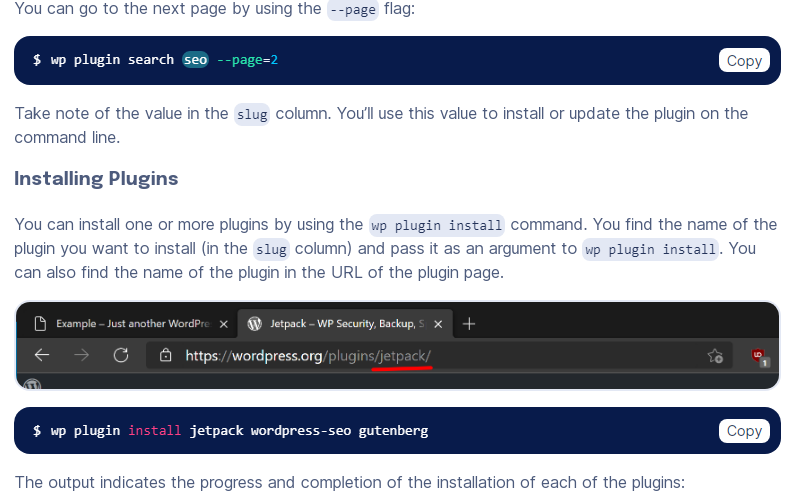 You can go to the next page by using the --page flag:
$ wp plugin search seo --page=2
Copy
Take note of the value in the slug column. You’ll use this value to install or update the plugin on the
command line.
Installing Plugins
You can install one or more plugins by using the wp plugin install command. You find the name of the
plugin you want to install (in the slug column) and pass it as an argument to wp plugin install. You
can also find the name of the plugin in the URL of the plugin page.
Example – Just another WordPre
Jetpack – WP Security, Backup, S
https://wordpress.org/plugins/jetpack/
1
$ wp plugin install jetpack wordpress-seo gutenberg
Copy
The output indicates the progress and completion of the installation of each of the plugins: